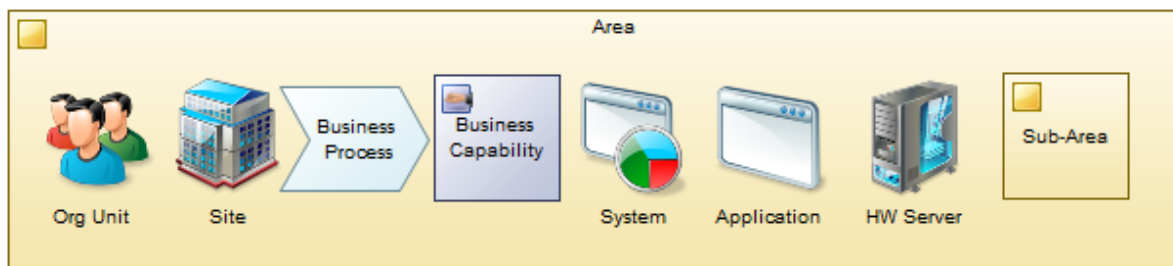 Area
Business
Process
Business
Capability
Sub-Area
Org Unit
Site
System
Application
HW Server